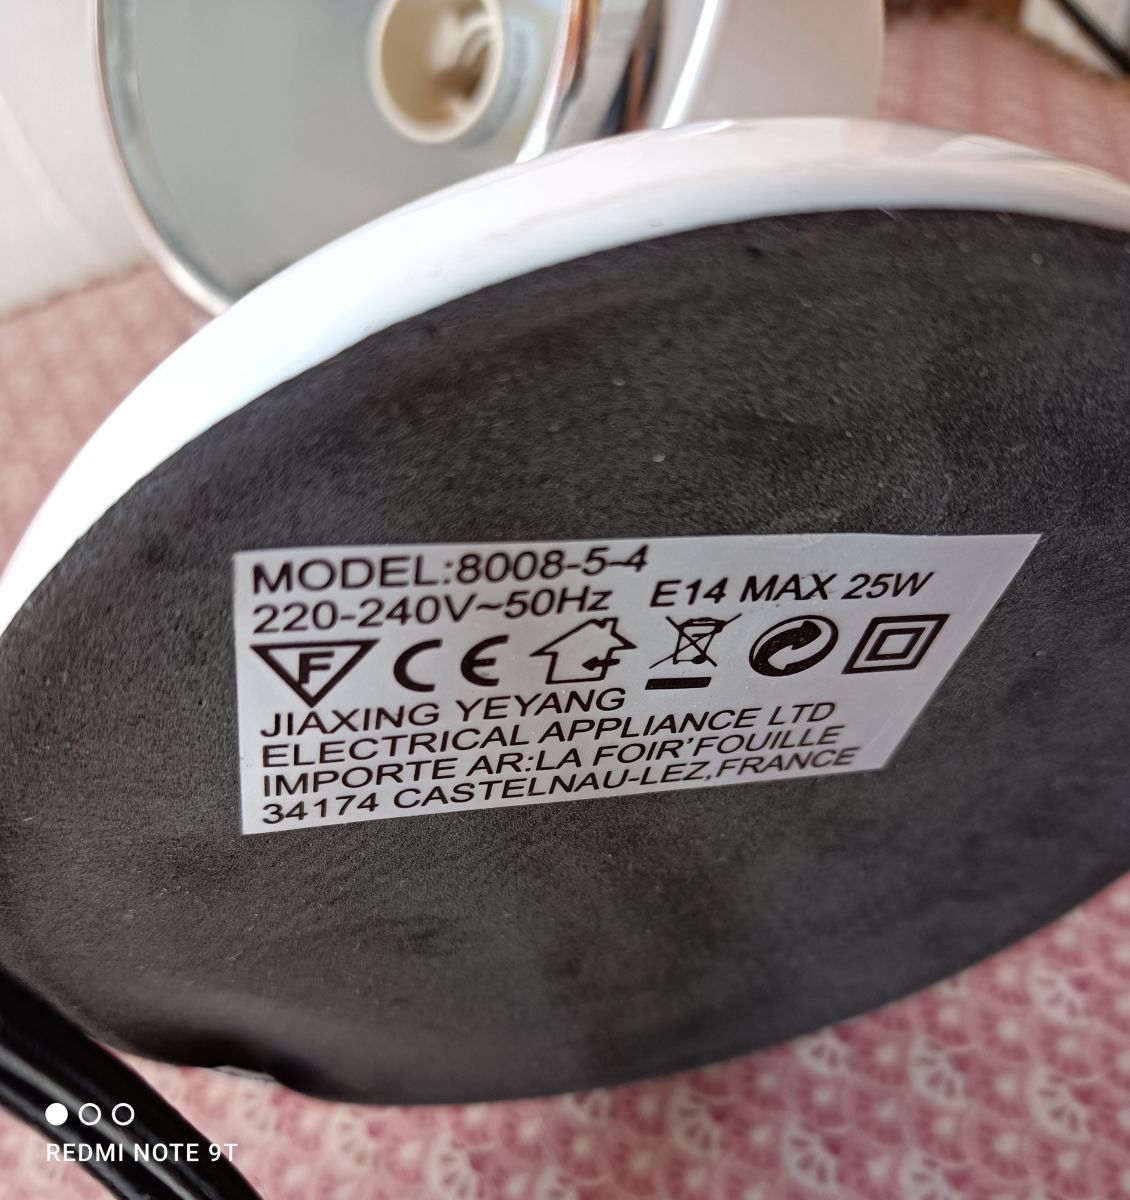 MODEL:8008-5-4
220-240V~50Hz E14 MAX 25W
F CE
JIAXING YEYANG
ELECTRICAL APPLIANCE LTD
IMPORTE AR:LA FOIR'FOUILLE
34174 CASTELNAU-LEZ,FRANCE
REDMI NOTE 9T